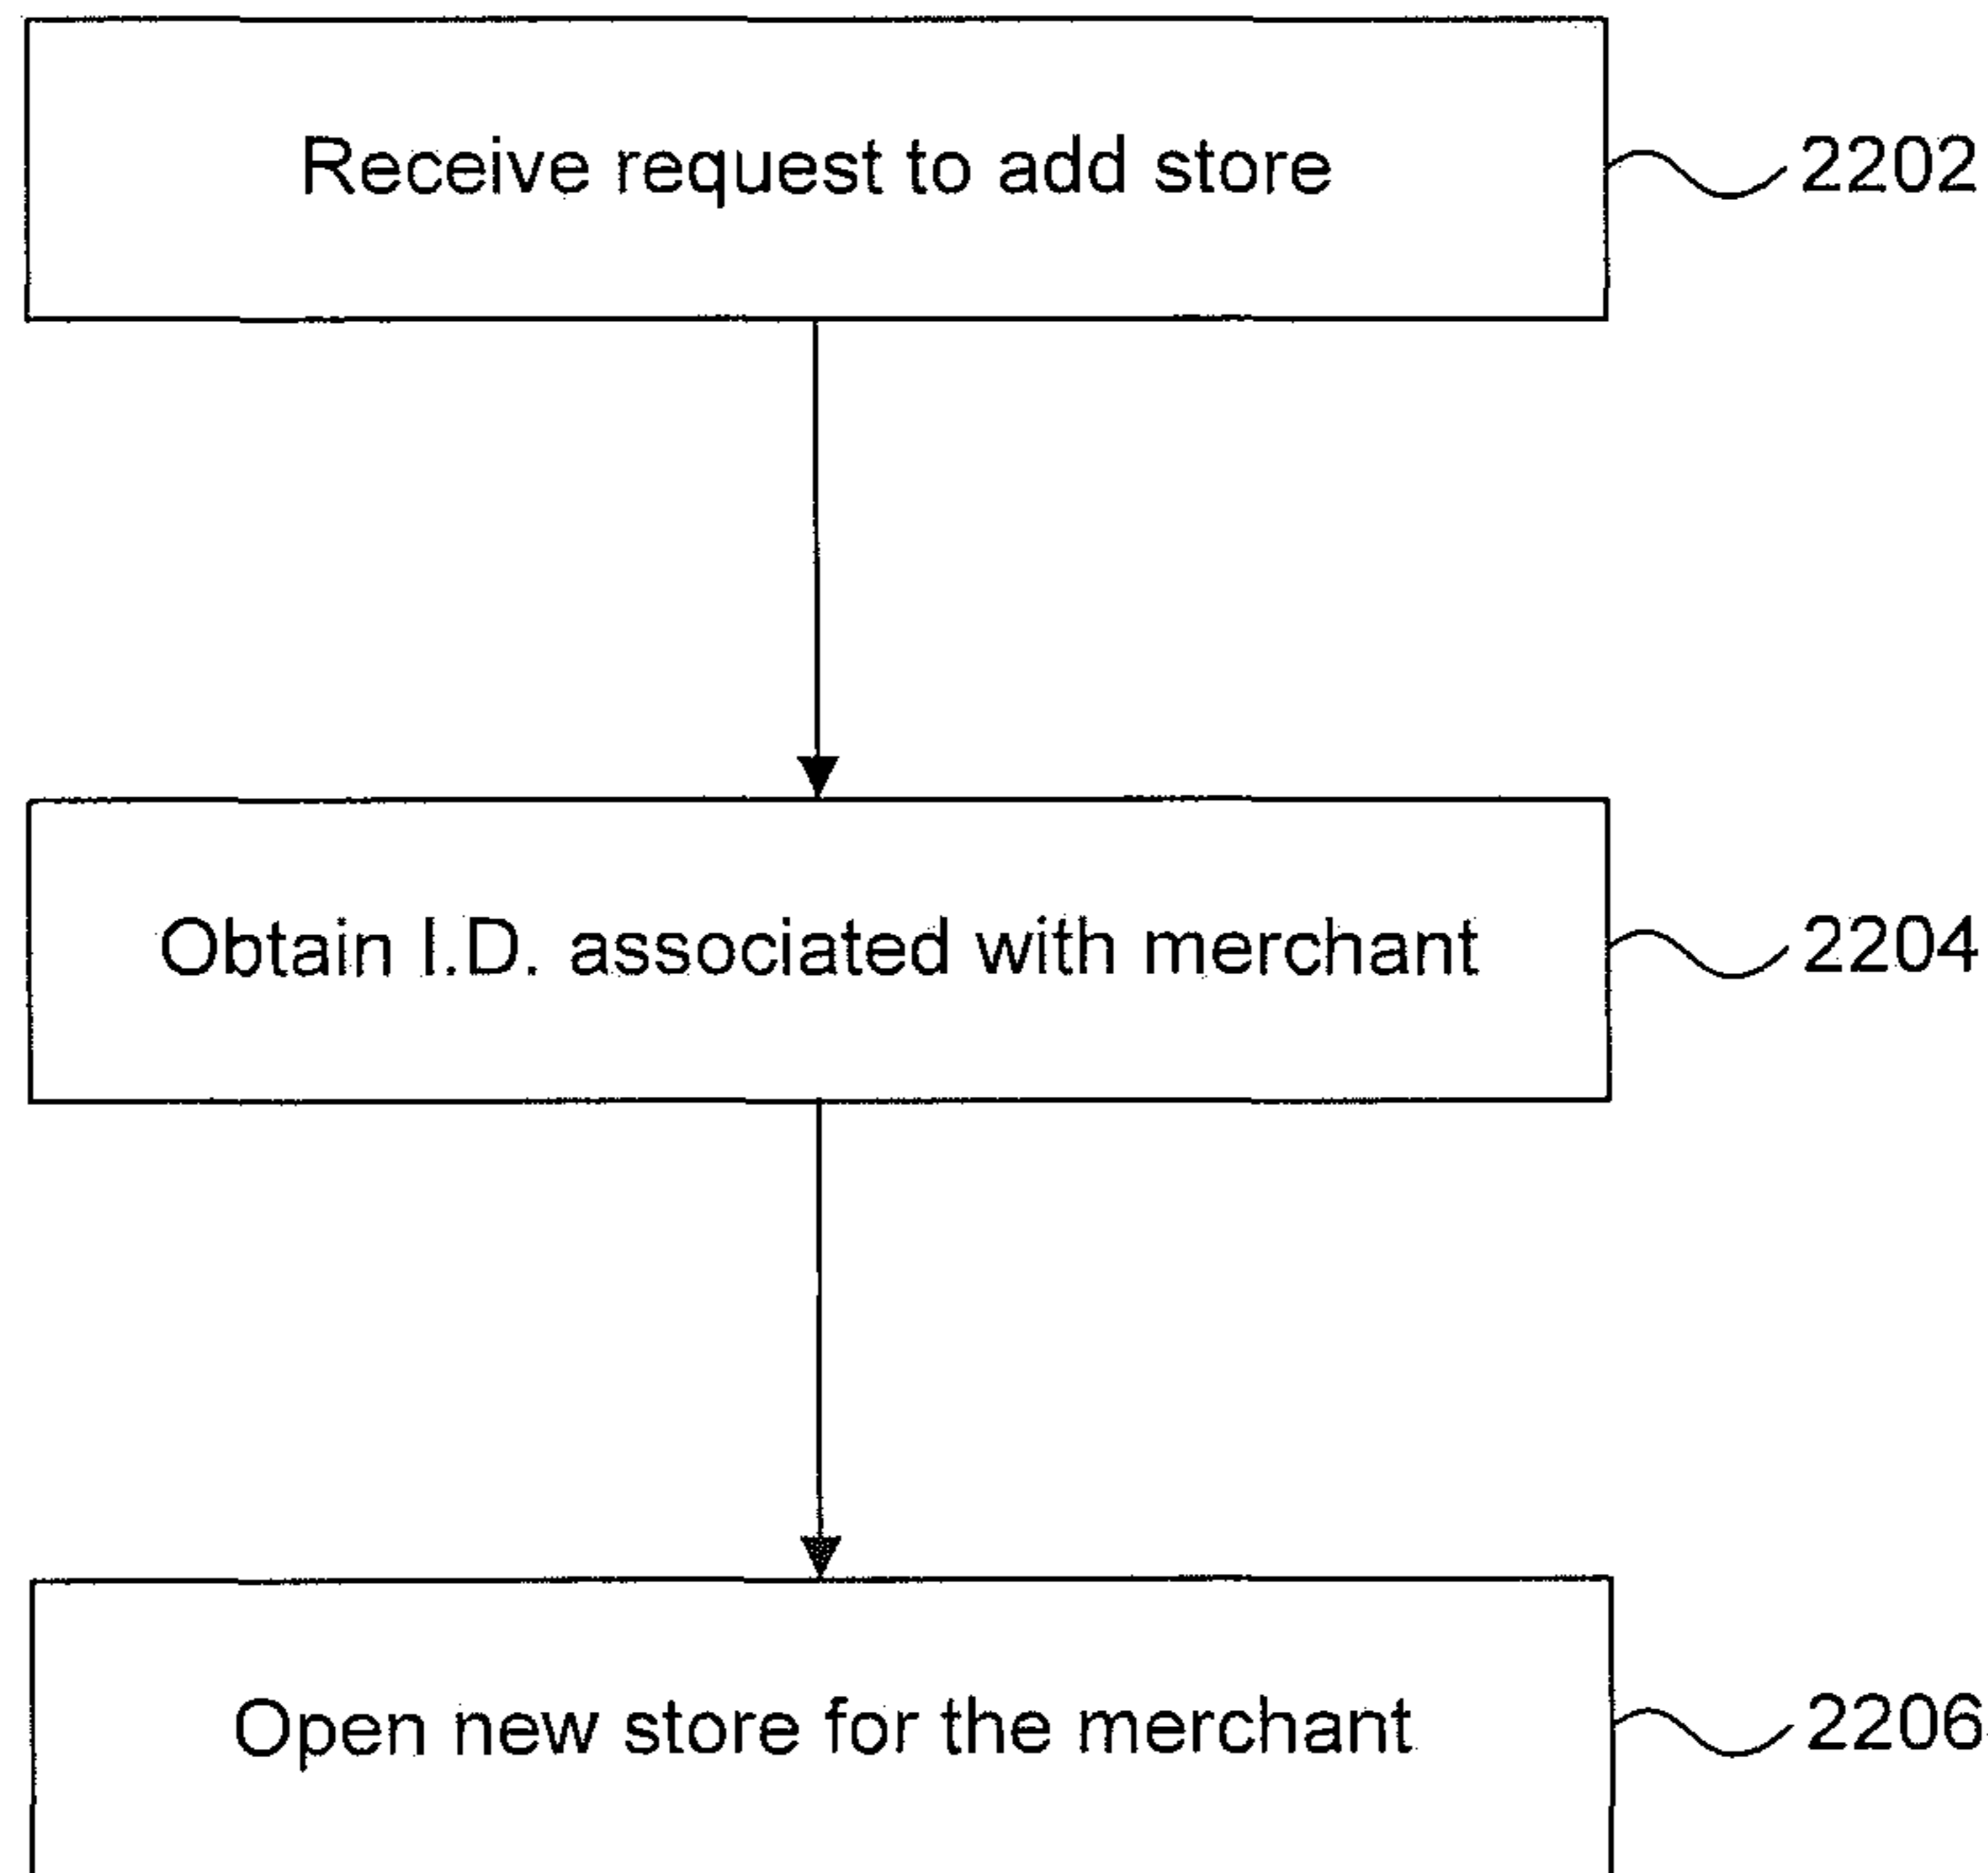 Receive request to add store
2202
Obtain I.D. associated with merchant
2204
Open new store for the merchant
2206